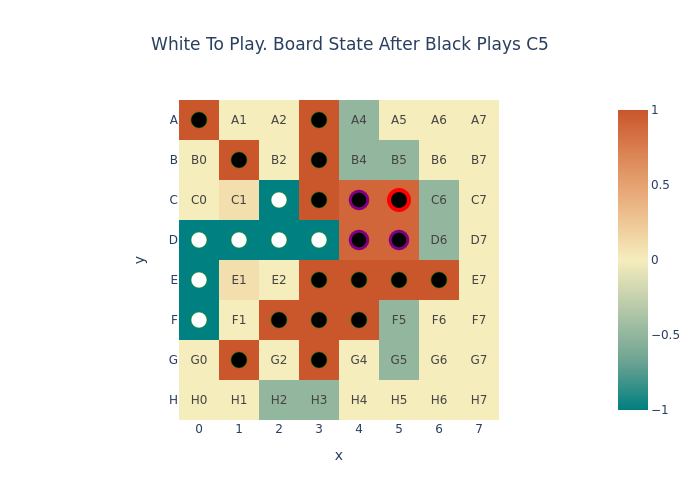 White To Play. Board State After Black Plays C5
A A1 A2 A4 A5 A6 A7
B B0 B2 B4 B5 B6 B7
C C0 C1 C6 C7
D D6 D7
E E1 E2 E7
F F1 F5 F6 F7
G G0 G2 G4 G5 G6 G7
H H0 H1 H2 H3 H4 H5 H6 H7
0 1 2 3 4 5 6 7
x
y
1
0.5
0
−0.5
−1